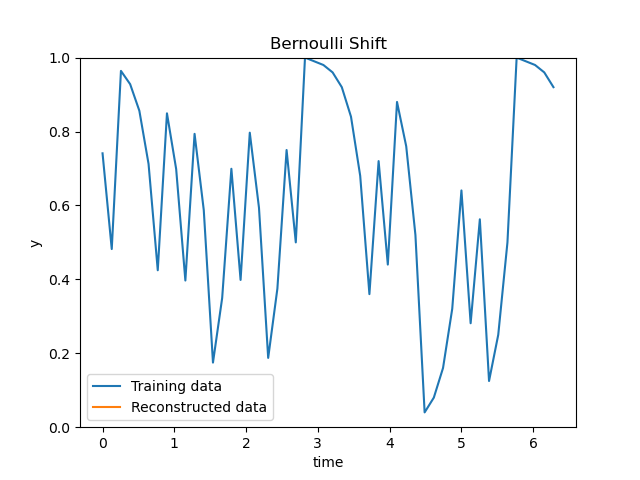 Bernoulli Shift
1.0
0.8
0.6
0.4
0.2
0.0
y
Training data
Reconstructed data
0 1 2 3 4 5 6
time